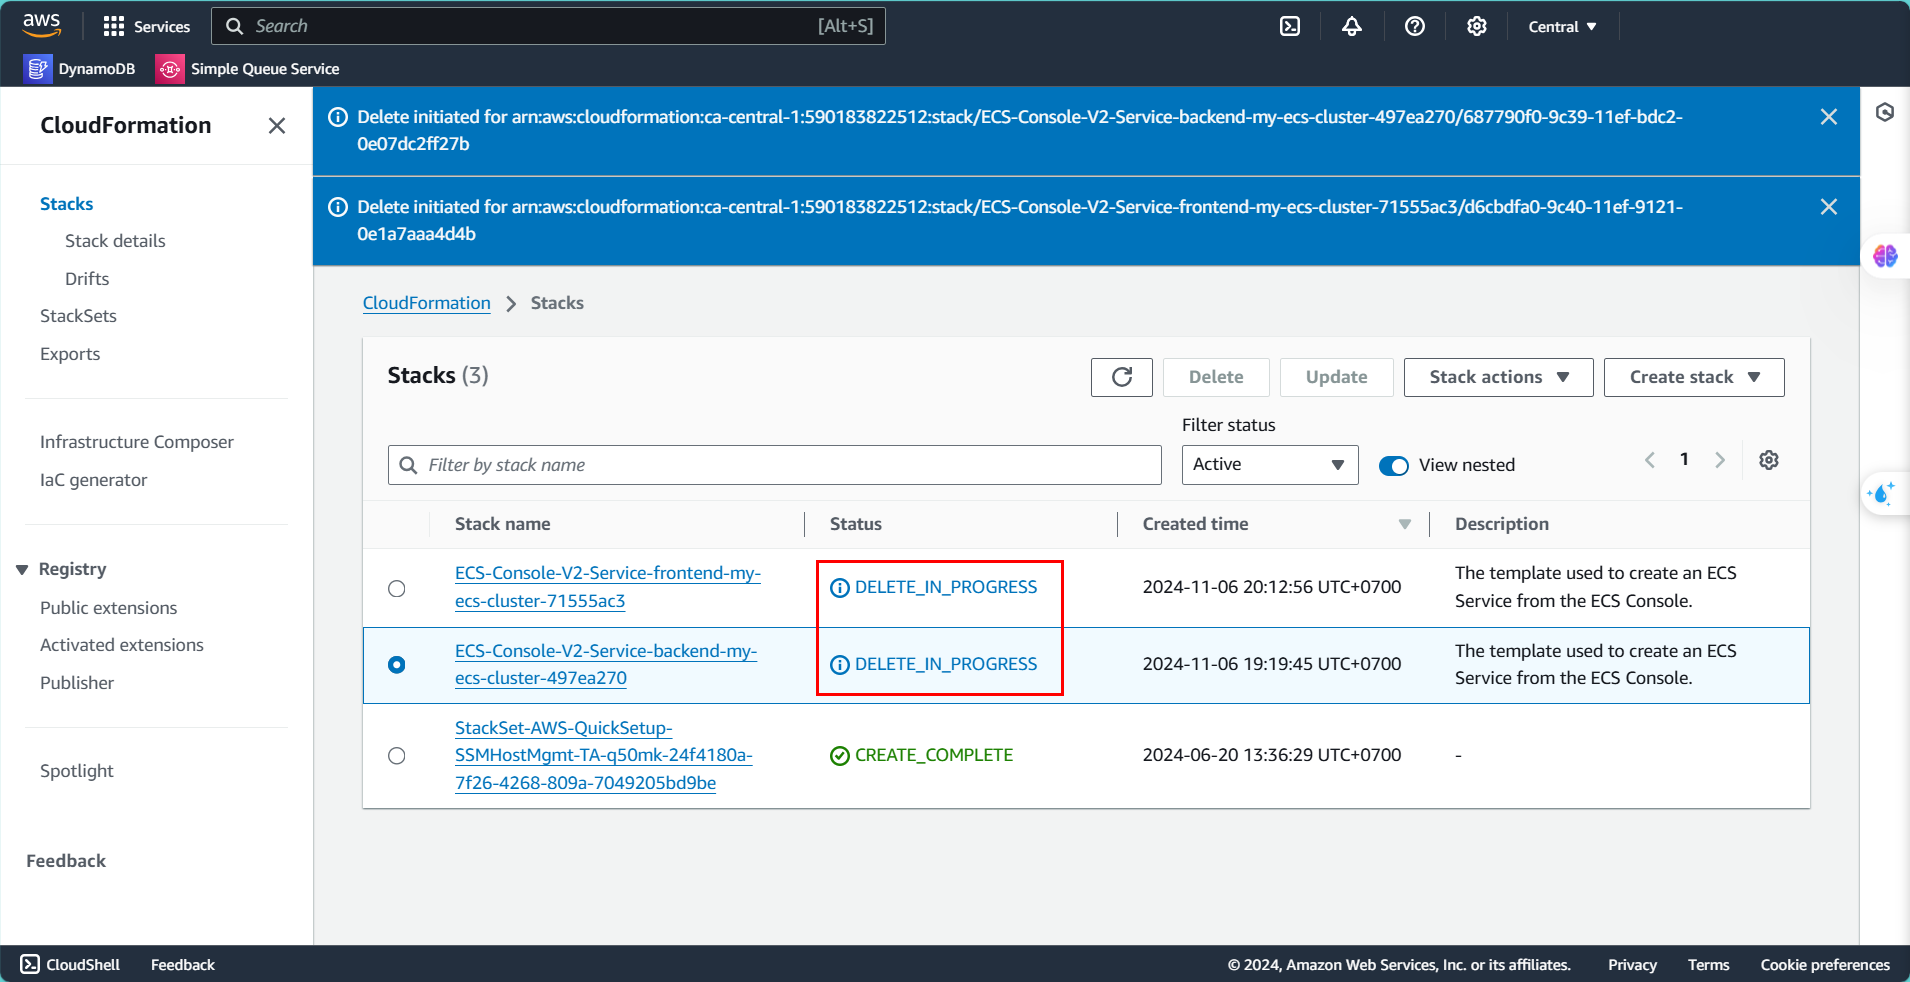 aws
Services
Search
[Alt+S]
Central
DynamoDB
Simple Queue Service
CloudFormation
Stacks
Stack details
Drifts
StackSets
Exports
Infrastructure Composer
IaC generator
Registry
Public extensions
Activated extensions
Publisher
Spotlight
Feedback
Delete initiated for arn:aws:cloudformation:ca-central-1:590183822512:stack/ECS-Console-V2-Service-backend-my-ecs-cluster-497ea270/687790f0-9c39-11ef-bdc2-
0e07dc2ff27b
Delete initiated for arn:aws:cloudformation:ca-central-1:590183822512:stack/ECS-Console-V2-Service-frontend-my-ecs-cluster-71555ac3/d6cbdfa0-9c40-11ef-9121-
0e1a7aaa4d4b
CloudFormation
Stacks
Stacks (3)
Delete
Update
Stack actions
Create stack
Filter by stack name
Filter status
Active
View nested
1
Stack name
Status
Created time
Description
ECS-Console-V2-Service-frontend-my-
ecs-cluster-71555ac3
DELETE_IN_PROGRESS
2024-11-06 20:12:56 UTC+0700
The template used to create an ECS
Service from the ECS Console.
ECS-Console-V2-Service-backend-my-
ecs-cluster-497ea270
DELETE_IN_PROGRESS
2024-11-06 19:19:45 UTC+0700
The template used to create an ECS
Service from the ECS Console.
StackSet-AWS-QuickSetup-
SSMHostMgmt-TA-q50mk-24f4180a-
7f26-4268-809a-7049205bd9be
CREATE_COMPLETE
2024-06-20 13:36:29 UTC+0700
-
CloudShell
Feedback
© 2024, Amazon Web Services, Inc. or its affiliates.
Privacy
Terms
Cookie preferences